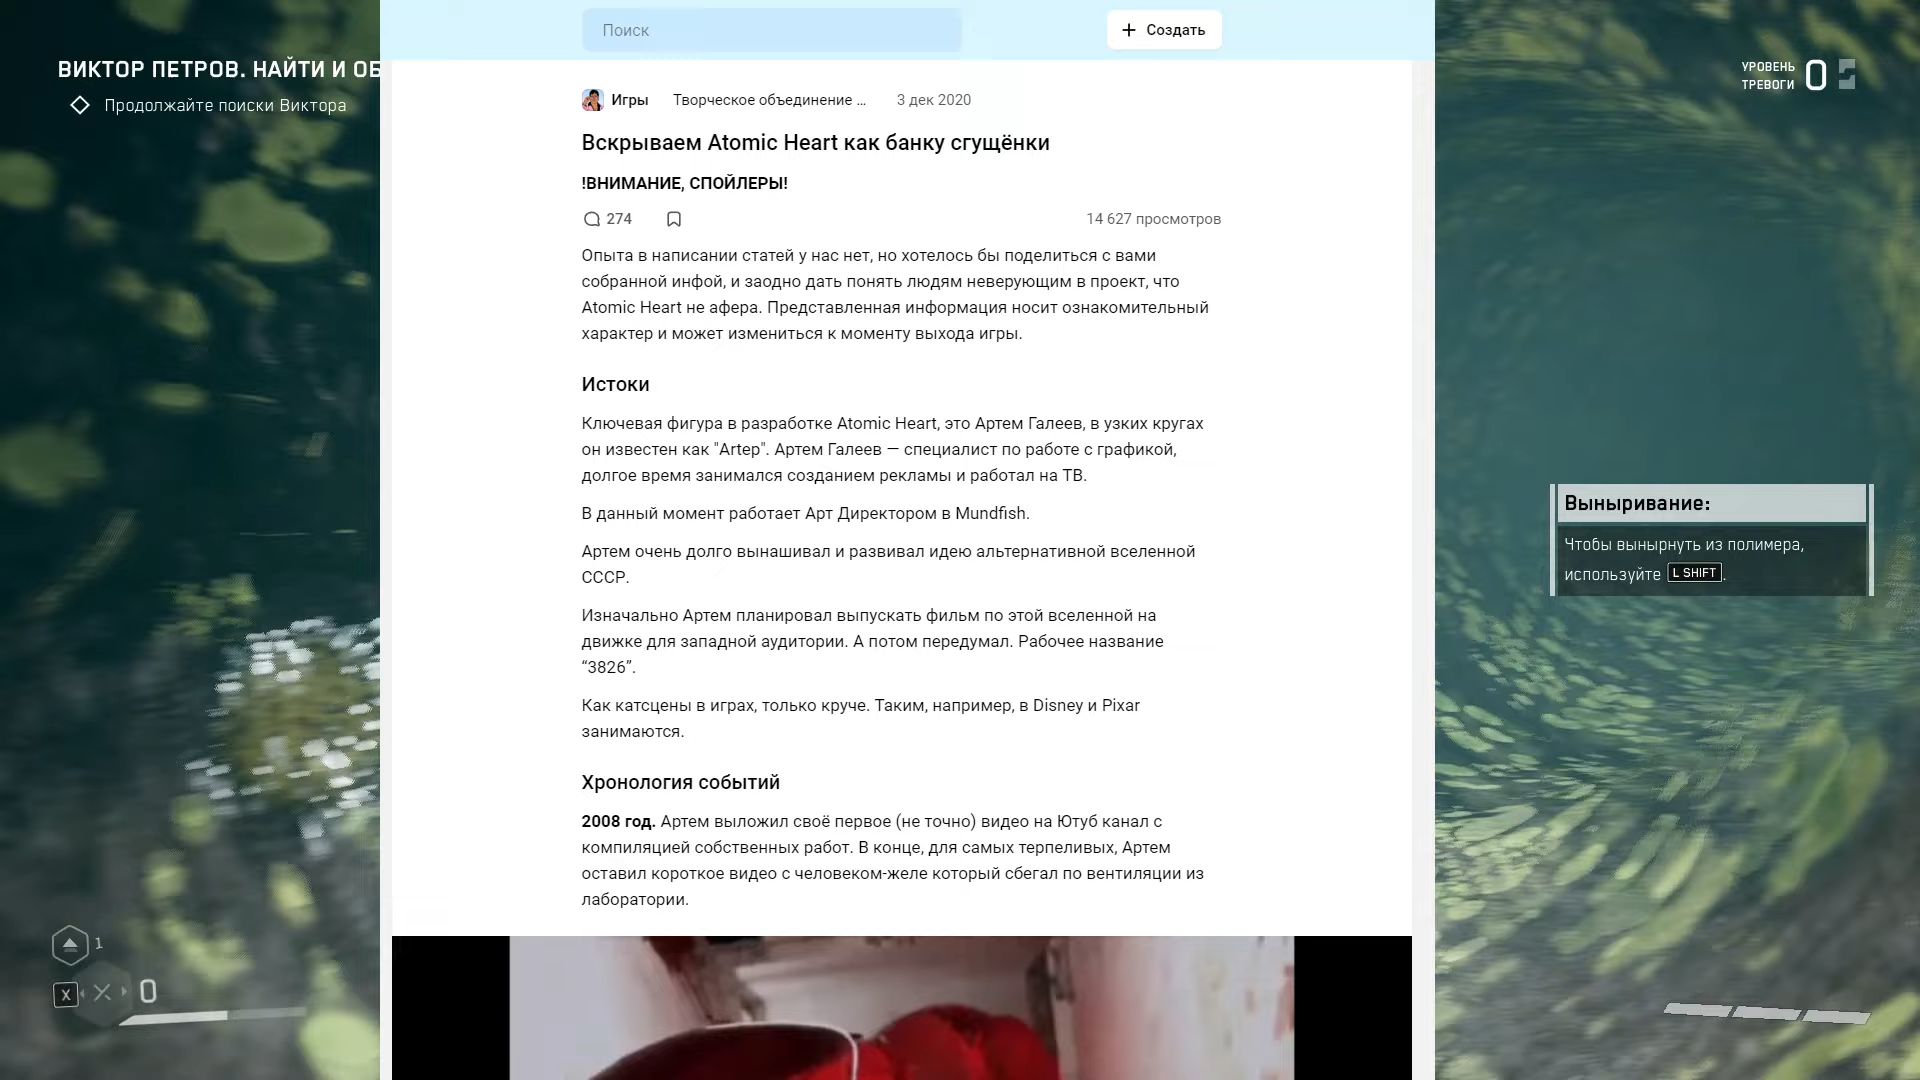 ВИКТОР ПЕТРОВ. НАЙТИ И ОБ
Продолжайте поиски Виктора
Поиск
Создать
УРОВЕНЬ
ТРЕВОГИ 0
Игры Творческое объединение ... 3 дек 2020
Вскрываем Atomic Heart как банку сгущёнки
!ВНИМАНИЕ, СПОЙЛЕРЫ!
274 14 627 просмотров
Опыта в написании статей у нас нет, но хотелось бы поделиться с вами
собранной инфой, и заодно дать понять людям неверующим в проект, что
Atomic Heart не афера. Представленная информация носит ознакомительный
характер и может измениться к моменту выхода игры.
Истоки
Ключевая фигура в разработке Atomic Heart, это Артем Галеев, в узких кругах
он известен как "Artep". Артем Галеев — специалист по работе с графикой,
долгое время занимался созданием рекламы и работал на ТВ.
В данный момент работает Арт Директором в Mundfish.
Артем очень долго вынашивал и развивал идею альтернативной вселенной
СССР.
Изначально Артем планировал выпускать фильм по этой вселенной на
движке для западной аудитории. А потом передумал. Рабочее название
“3826”.
Как катсцены в играх, только круче. Таким, например, в Disney и Pixar
занимаются.
Хронология событий
2008 год. Артем выложил своё первое (не точно) видео на Ютуб канал с
компиляцией собственных работ. В конце, для самых терпеливых, Артем
оставил короткое видео с человеком-желе который сбегал по вентиляции из
лаборатории.
Выныривание:
Чтобы вынырнуть из полимера,
используйте L SHIFT.
1
X 0